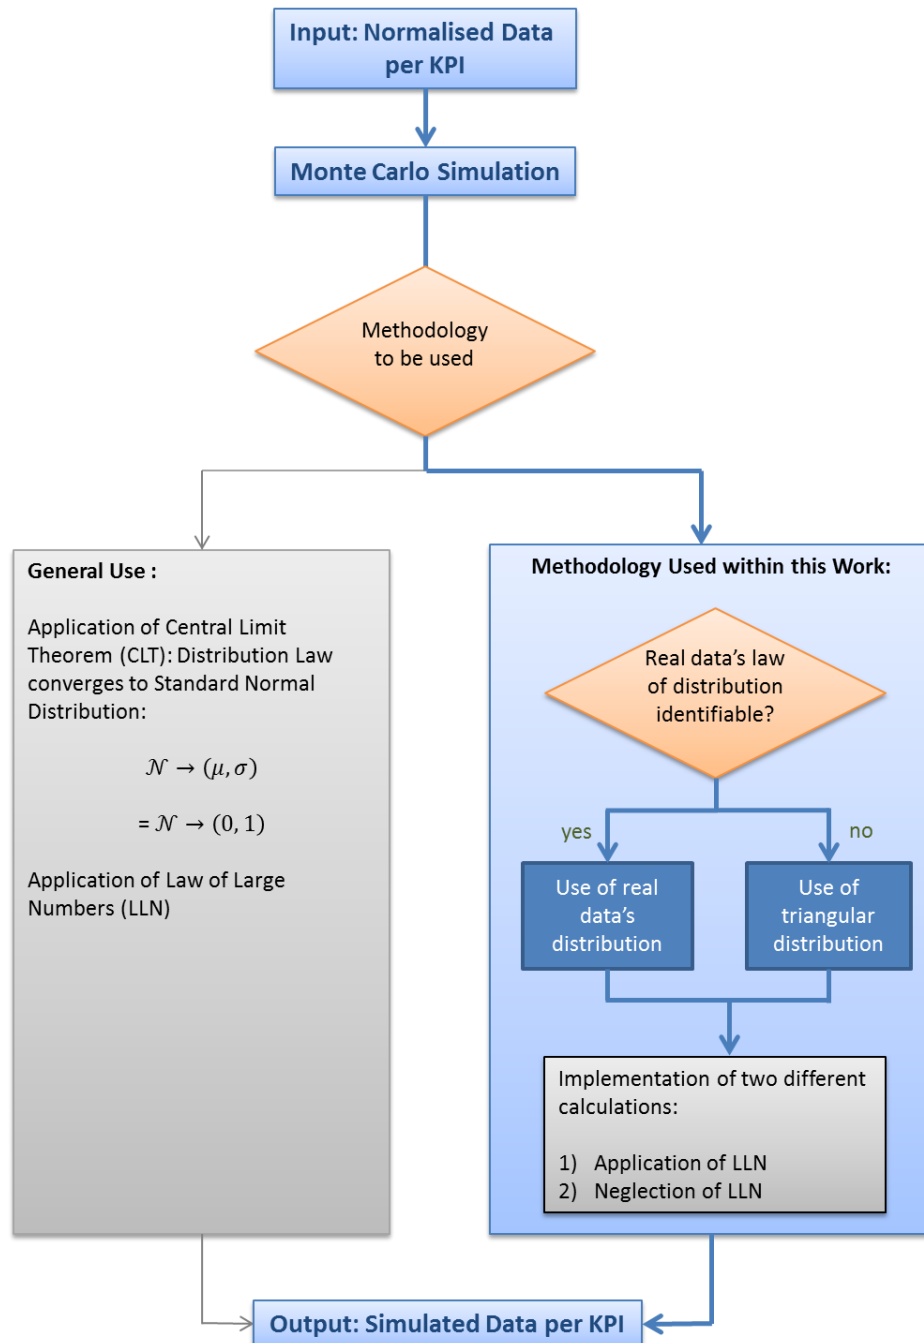 Input: Normalised Data
per KPI
Monte Carlo Simulation
Methodology
to be used
General Use :
Application of Central Limit
Theorem (CLT): Distribution Law
converges to Standard Normal
Distribution:
𝒩 → (𝜇, 𝜎)
= 𝒩 → (0, 1)
Application of Law of Large
Numbers (LLN)
Methodology Used within this Work:
Real data’s law
of distribution
identifiable?
yes
no
Use of real
data’s
distribution
Use of
triangular
distribution
Implementation of two different
calculations:
1) Application of LLN
2) Neglection of LLN
Output: Simulated Data per KPI